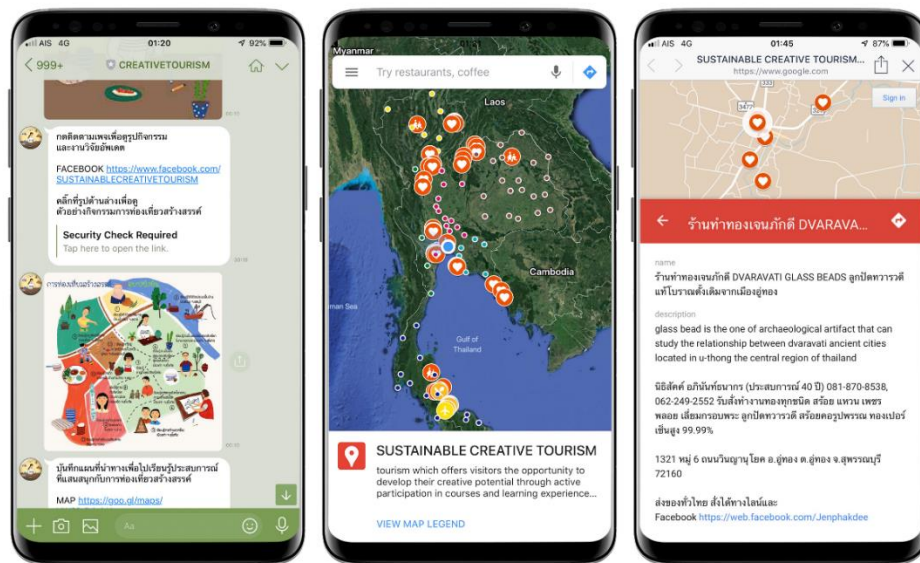 AIS 4G 01:20 92%
999+ CREATIVETOURISM
กดติดตามเพจเพื่อดูรูปกิจกรรม
และงานวิจัยอัพเดต
FACEBOOK https://www.facebook.com/
SUSTAINABLECREATIVETOURISM
คลิ๊กที่รูปด้านล่างเพื่อดู
ตัวอย่างกิจกรรมการท่องเที่ยวสร้างสรรค์
Security Check Required
Tap here to open the link.
การท่องเที่ยวสร้างสรรค์
บันทึกแผนที่นำทางเพื่อไปเรียนรู้ประสบการณ์
ที่แสนสนุกกับการท่องเที่ยวสร้างสรรค์
MAP https://goo.gl/maps/
Aa
Myanmar
Try restaurants, coffee
Laos
Cambodia
Gulf of
Thailand
SUSTAINABLE CREATIVE TOURISM
tourism which offers visitors the opportunity to
develop their creative potential through active
participation in courses and learning experience...
VIEW MAP LEGEND
AIS 4G 01:45 87%
SUSTAINABLE CREATIVE TOURISM...
https://www.google.com
Sign in
ร้านทำทองเจนภักดี DVARAVA...
name
ร้านทำทองเจนภักดี DVARAVATI GLASS BEADS ลูกปัดทวารวดี
แท้โบราณดั้งเดิมจากเมืองอู่ทอง
description
glass bead is the one of archaeological artifact that can
study the relationship between dvaravati ancient cities
located in u-thong the central region of thailand
นิธิสัคค์ อภินันท์ธนากร (ประสบการณ์ 40 ปี) 081-870-8538,
062-249-2552 รับสั่งทำงานทองทุกชนิด สร้อย แหวน เพชร
พลอย เลี่ยมกรอบพระ ลูกปัดทวารวดี สร้อยคอรูปพรรณ ทองเปอร์
เซ็นสูง 99.99%
1321 หมู่ 6 ถนนวินญานุโยค อ.อู่ทอง ต.อู่ทอง จ.สุพรรณบุรี
72160
ส่งของทั่วไทย สั่งได้ทางไลน์และ
Facebook https://web.facebook.com/Jenphakdee